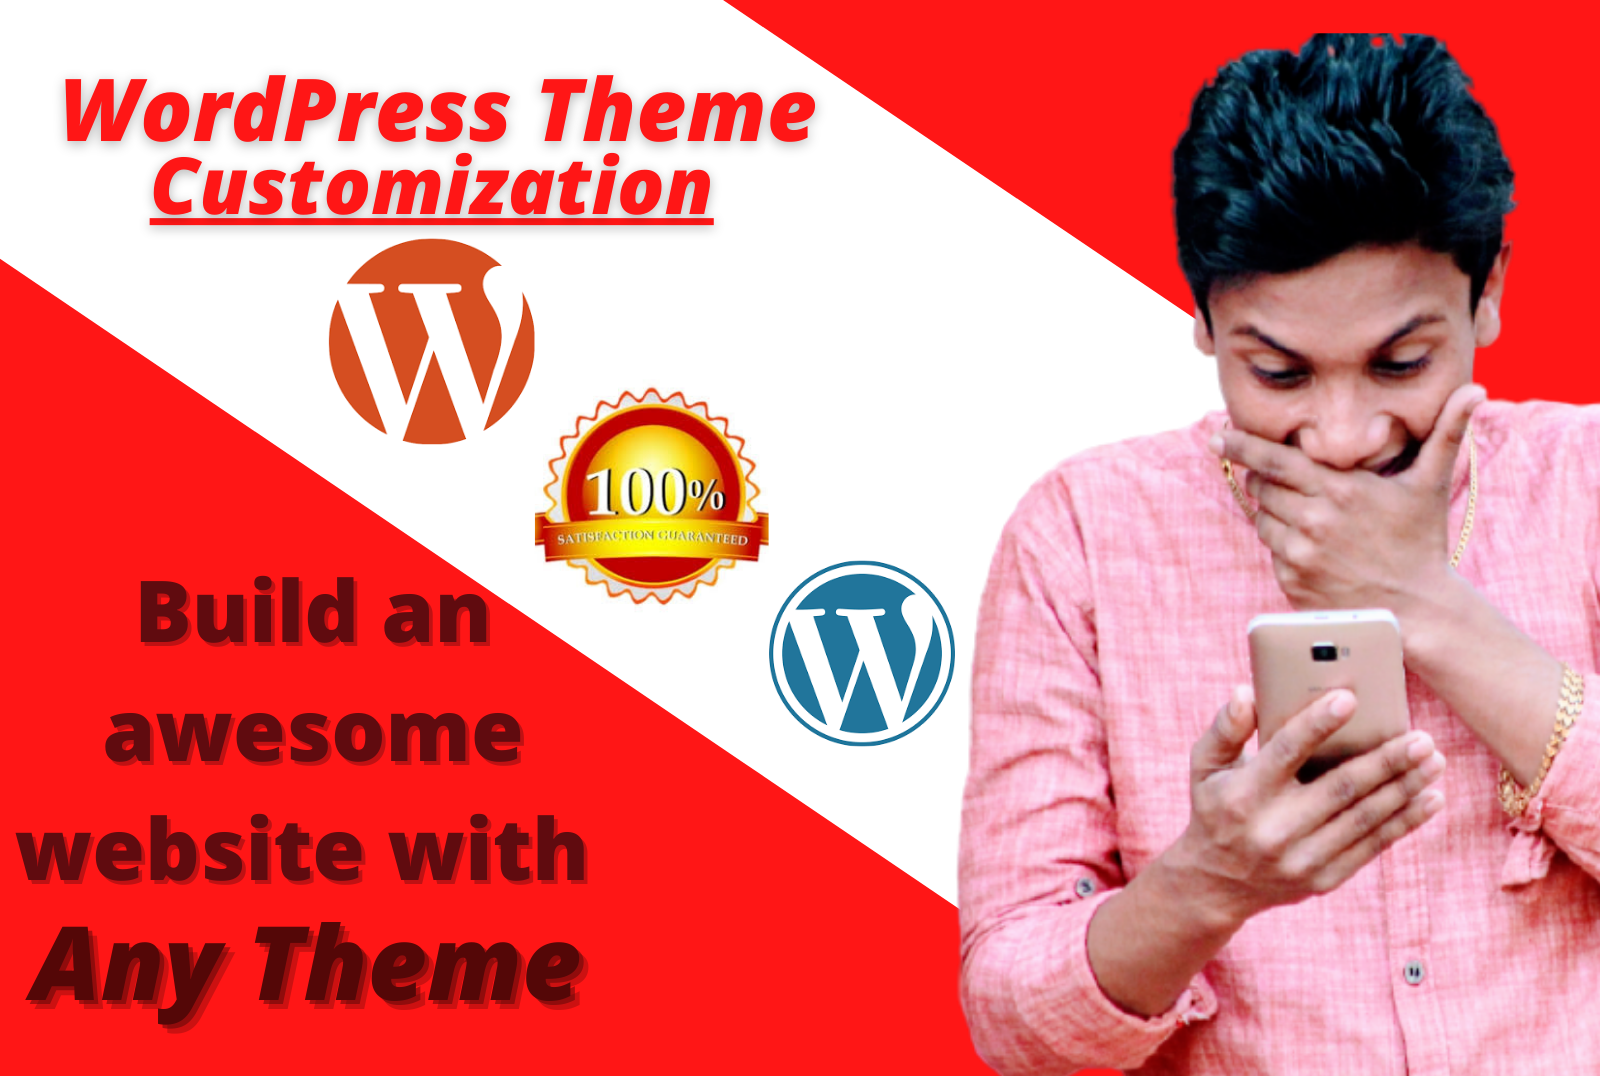 WordPress Theme
Customization
100%
SATISFACTION GUARANTEED
Build an
awesome
website with
Any Theme